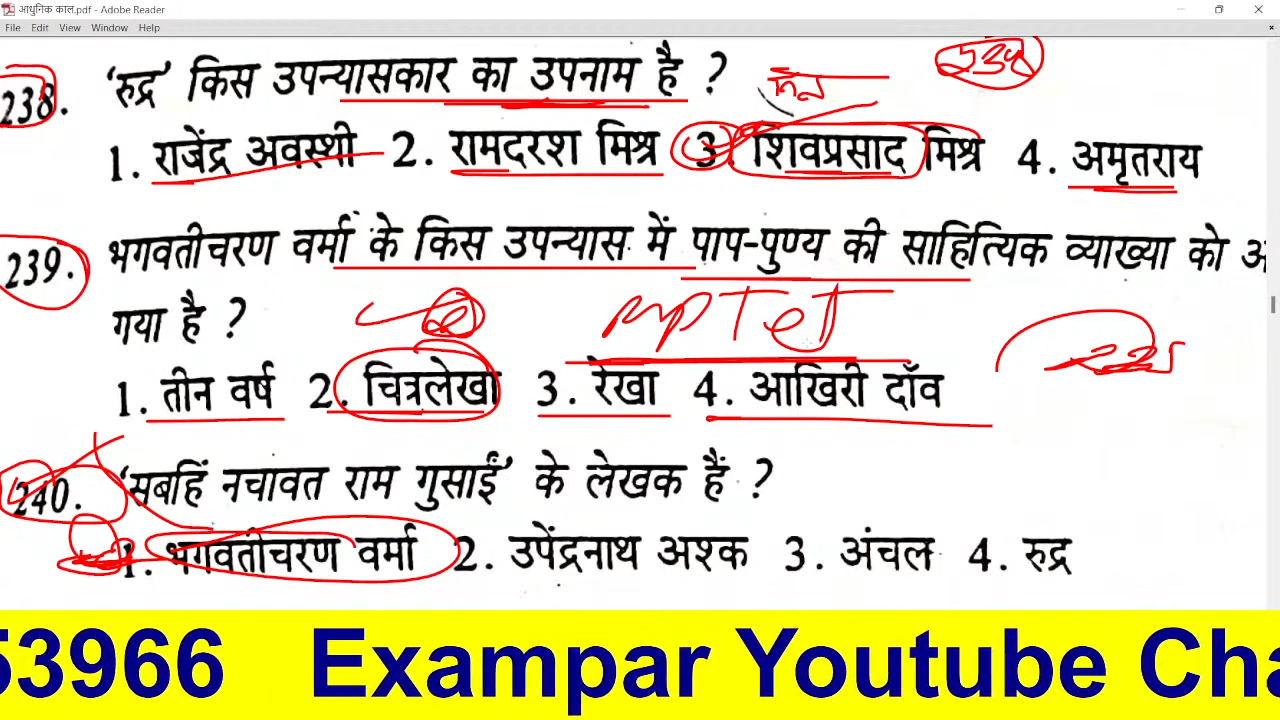 आधुनिक काल.pdf - Adobe Reader
File Edit View Window Help
238. 'रुद्र' किस उपन्यासकार का उपनाम है ?
1. राजेंद्र अवस्थी 2. रामदरश मिश्र 3. शिवप्रसाद मिश्र 4. अमृतराय
239. भगवतीचरण वर्मा के किस उपन्यास में पाप-पुण्य की साहित्यिक व्याख्या को
गया है ?
MPTET
1. तीन वर्ष 2. चित्रलेखा 3. रेखा 4. आखिरी दाँव
240. 'सबहिं नचावत राम गुसाईं' के लेखक हैं ?
1. भगवतीचरण वर्मा 2. उपेंद्रनाथ अश्क 3. अंचल 4. रुद्र
53966 Exampar Youtube Cha